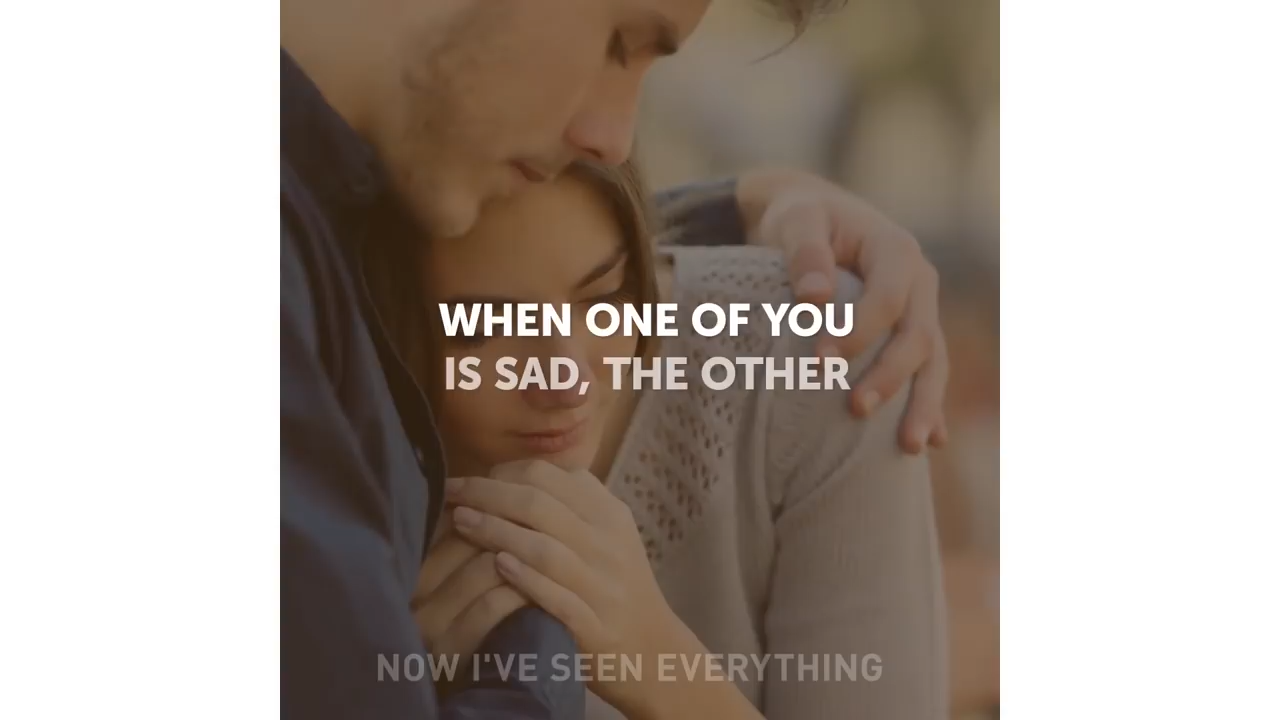 WHEN ONE OF YOU
IS SAD, THE OTHER
NOW I'VE SEEN EVERYTHING